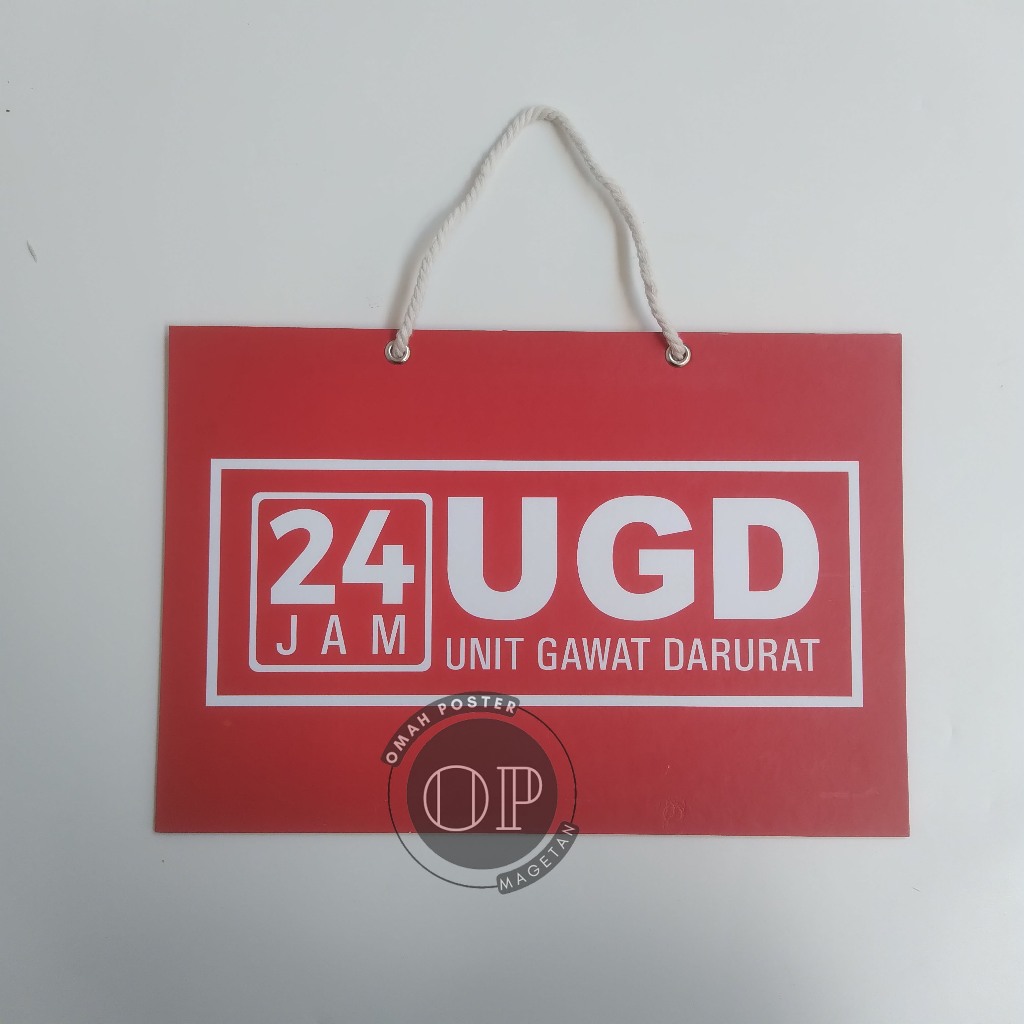 24
JAM
UGD
UNIT GAWAT DARURAT
OMAH POSTER
OP
MAGETAN